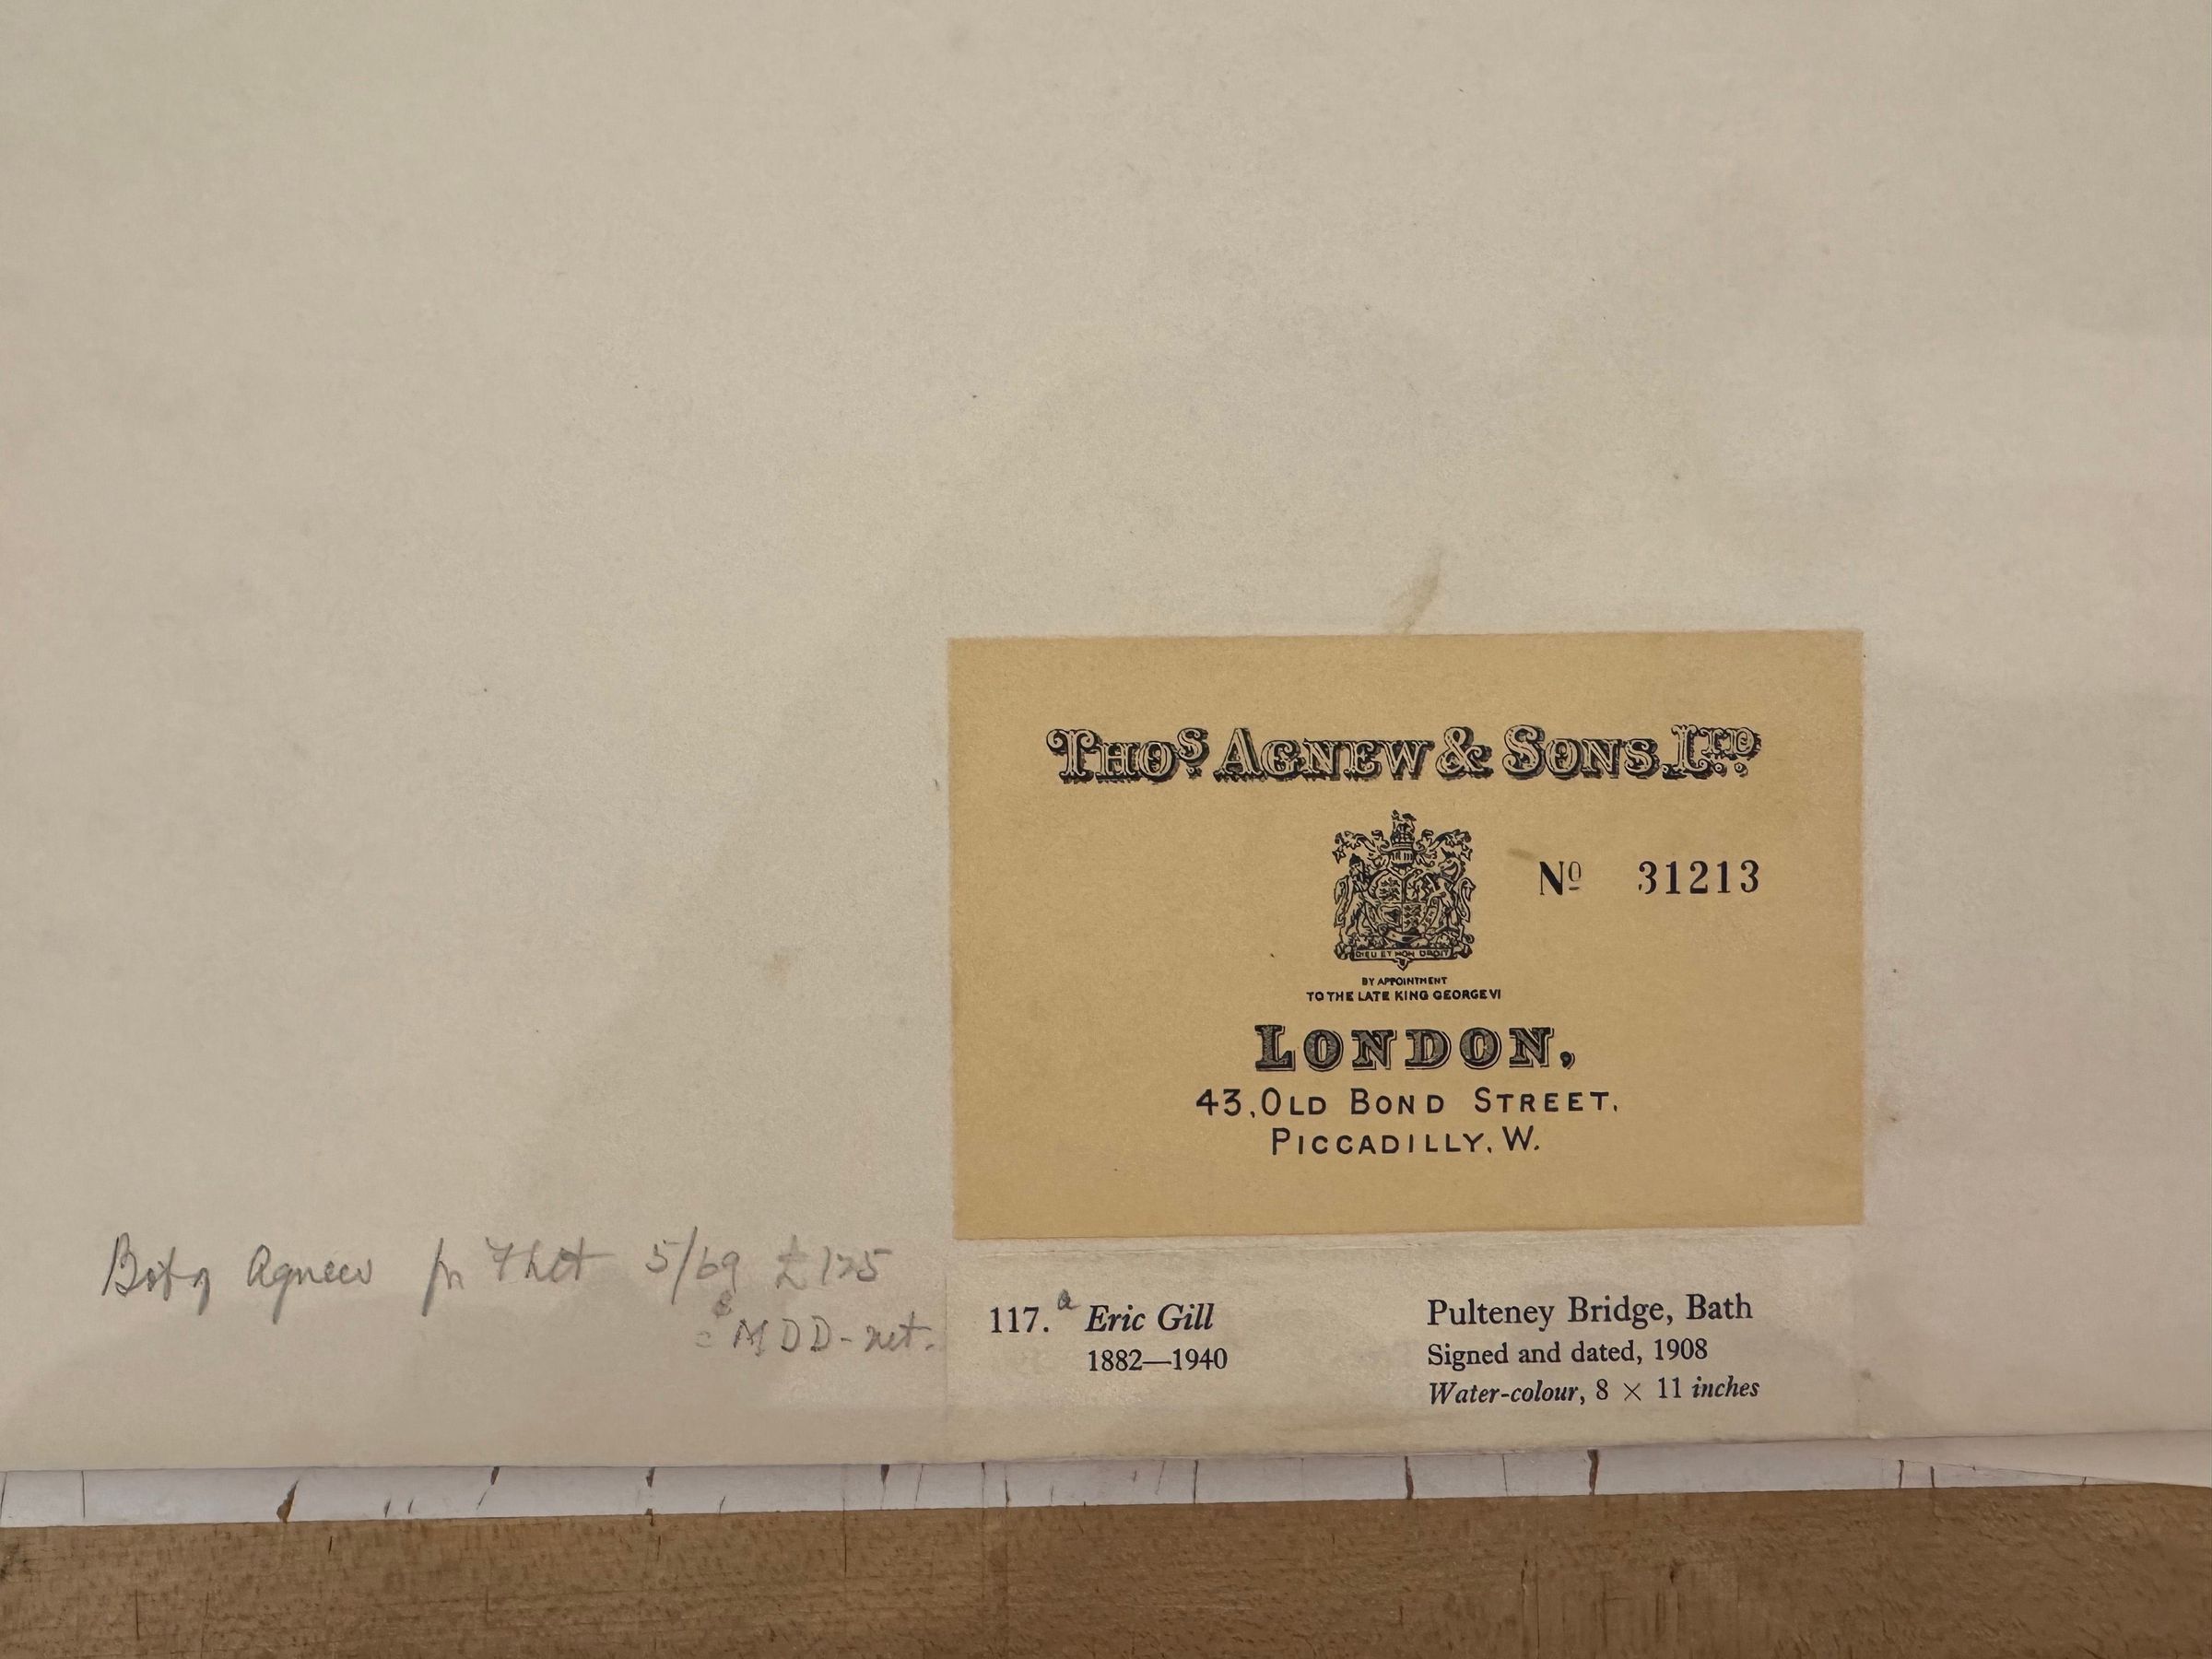 THOS AGNEW & SONS, LTD.
Nº 31213
DIEU ET MON DROIT
BY APPOINTMENT
TO THE LATE KING GEORGE VI
LONDON,
43, OLD BOND STREET,
PICCADILLY, W.
Agnew 5/69 £125
MDD-net.
117. a Eric Gill
1882—1940
Pulteney Bridge, Bath
Signed and dated, 1908
Water-colour, 8 × 11 inches